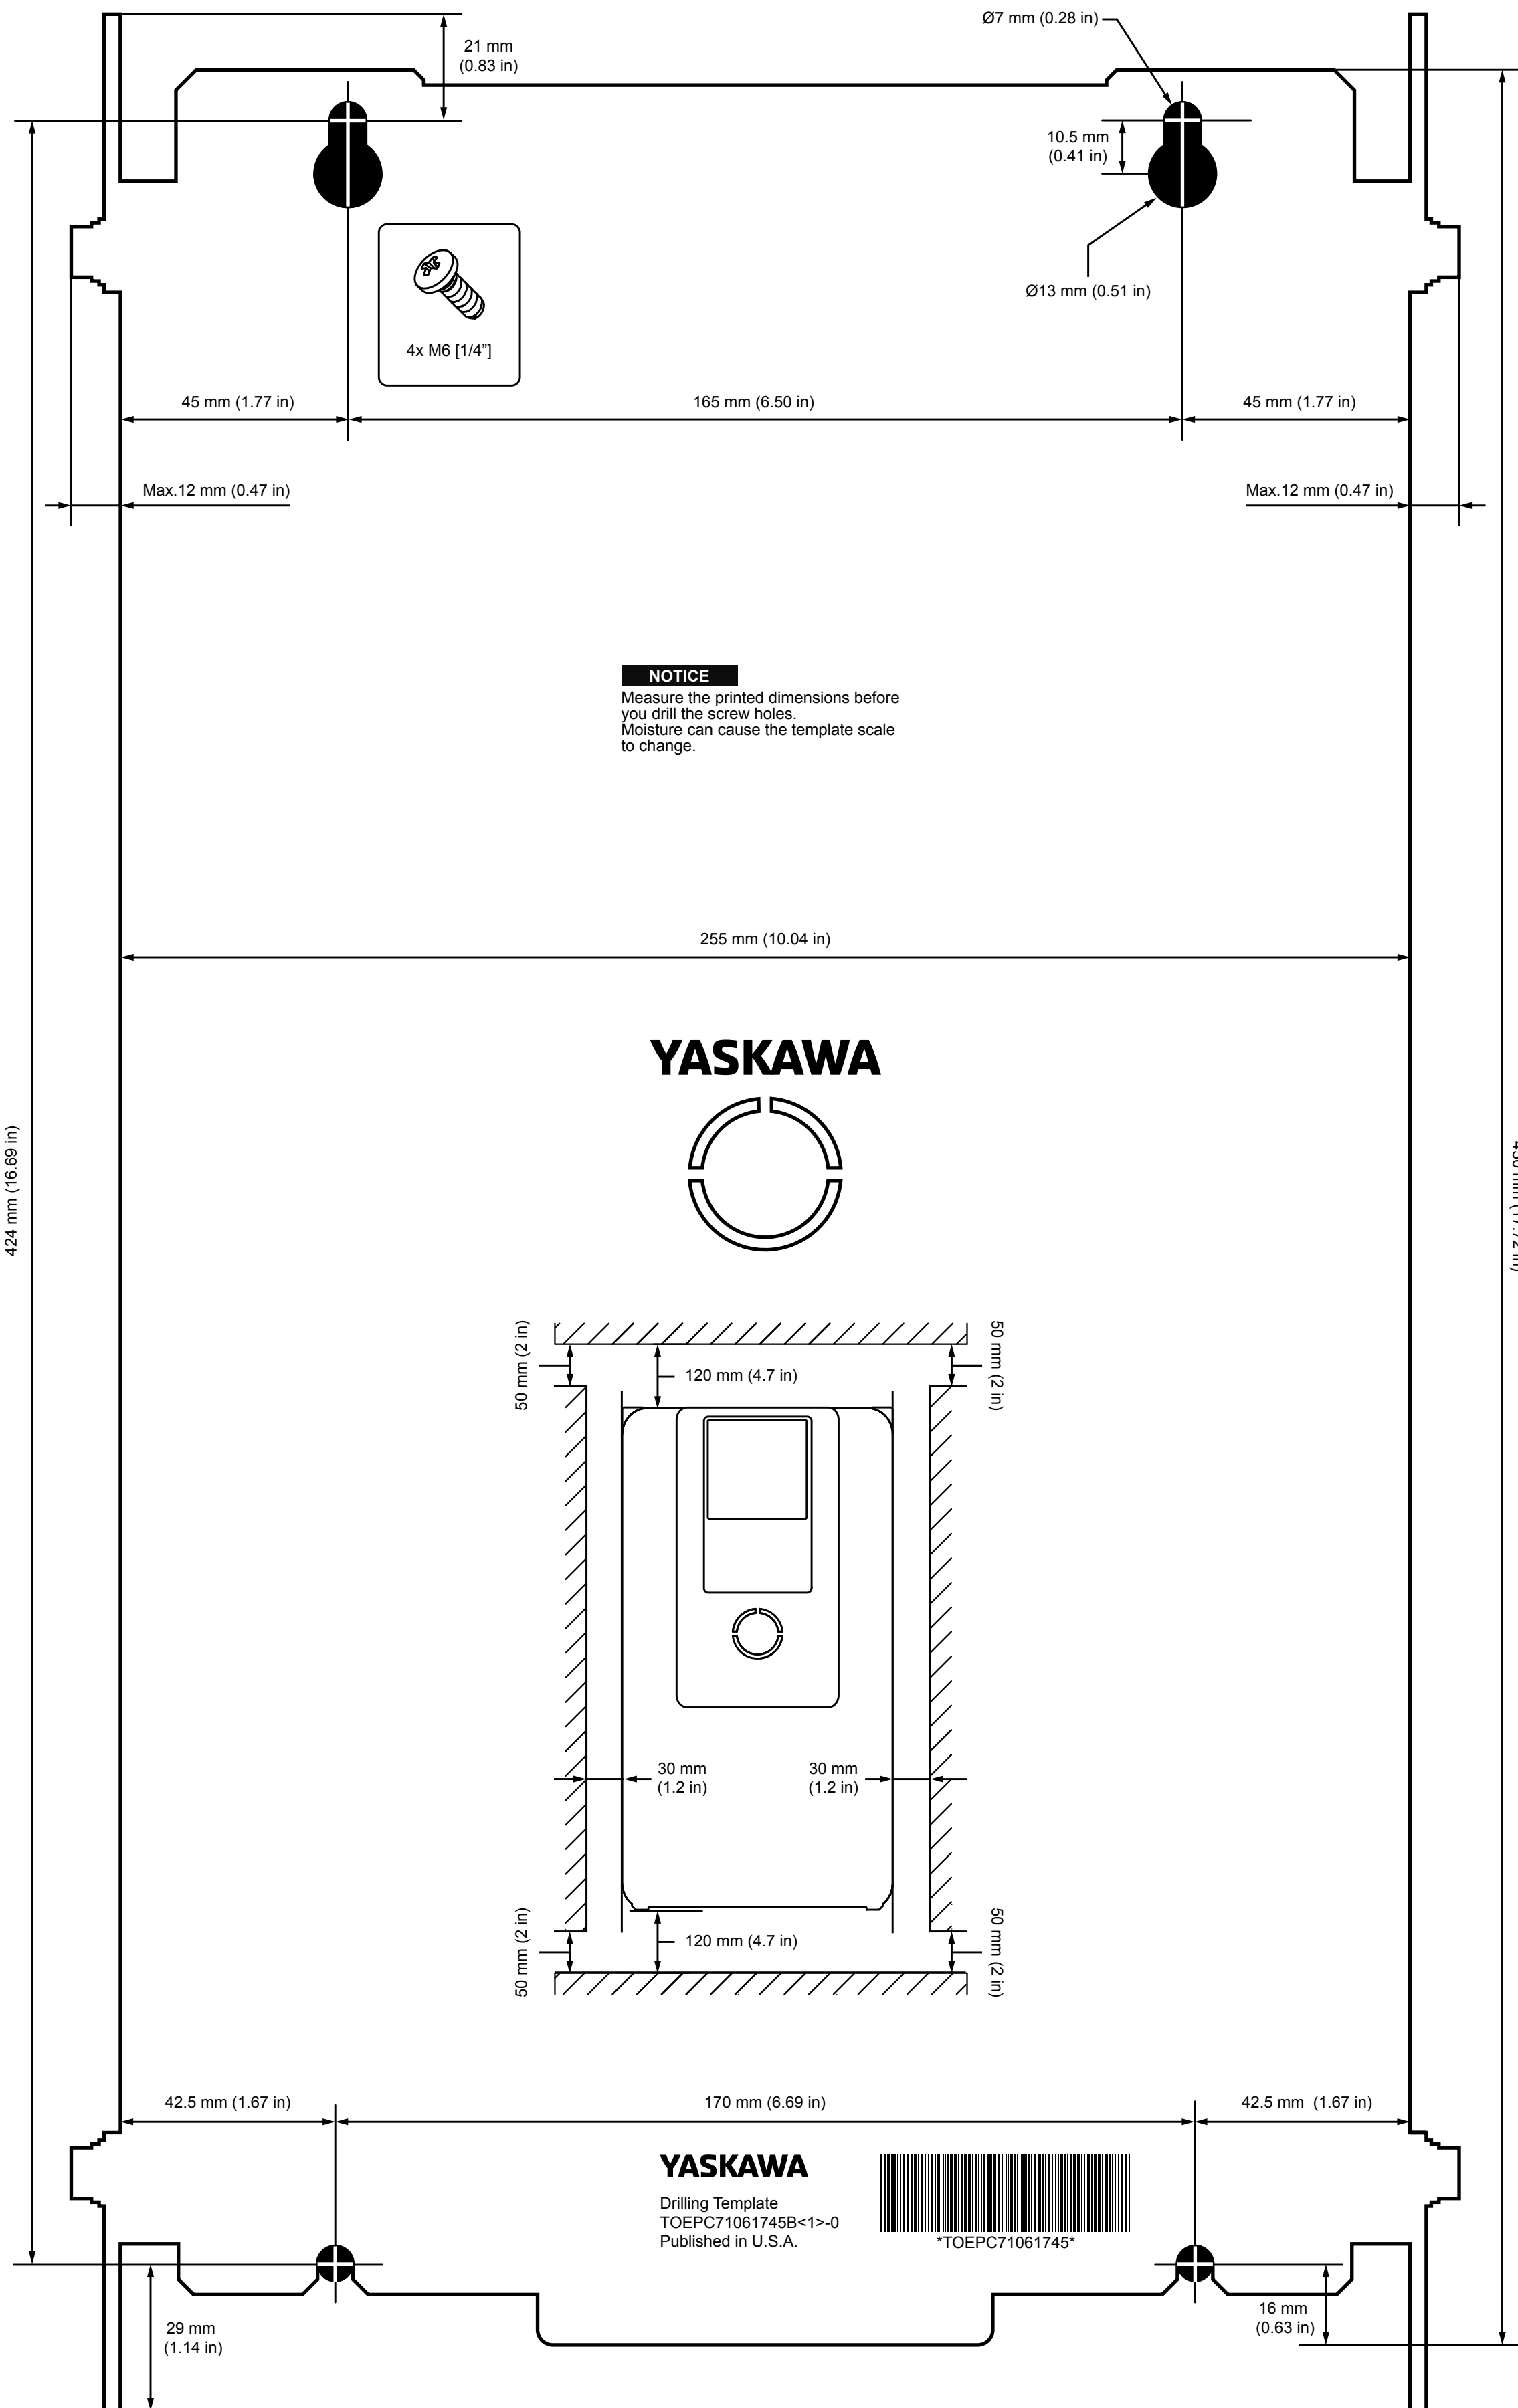 21 mm
(0.83 in)
Ø7 mm (0.28 in)
10.5 mm
(0.41 in)
Ø13 mm (0.51 in)
4x M6 [1/4”]
45 mm (1.77 in)
165 mm (6.50 in)
45 mm (1.77 in)
Max.12 mm (0.47 in)
Max.12 mm (0.47 in)
NOTICE
Measure the printed dimensions before
you drill the screw holes.
Moisture can cause the template scale
to change.
255 mm (10.04 in)
YASKAWA
424 mm (16.69 in)
50 mm (2 in)
120 mm (4.7 in)
50 mm (2 in)
30 mm
(1.2 in)
30 mm
(1.2 in)
50 mm (2 in)
120 mm (4.7 in)
50 mm (2 in)
42.5 mm (1.67 in)
170 mm (6.69 in)
42.5 mm (1.67 in)
YASKAWA
Drilling Template
TOEPC71061745B<1>-0
Published in U.S.A.
*TOEPC71061745*
29 mm
(1.14 in)
16 mm
(0.63 in)